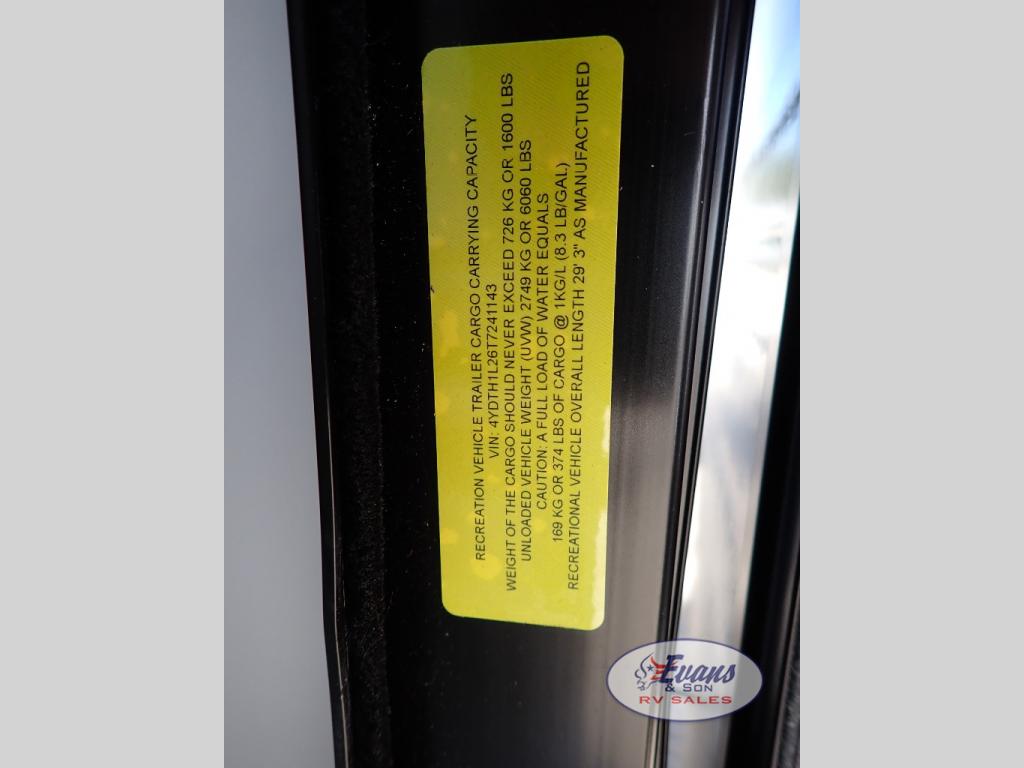 RECREATION VEHICLE TRAILER CARGO CARRYING CAPACITY
VIN: 4YDTH1L26T7241143
WEIGHT OF THE CARGO SHOULD NEVER EXCEED 726 KG OR 1600 LBS
UNLOADED VEHICLE WEIGHT (UVW) 2749 KG OR 6060 LBS
CAUTION: A FULL LOAD OF WATER EQUALS
169 KG OR 374 LBS OF CARGO @ 1KG/L (8.3 LB/GAL)
RECREATIONAL VEHICLE OVERALL LENGTH 29' 3" AS MANUFACTURED
Evans
& SON
RV SALES